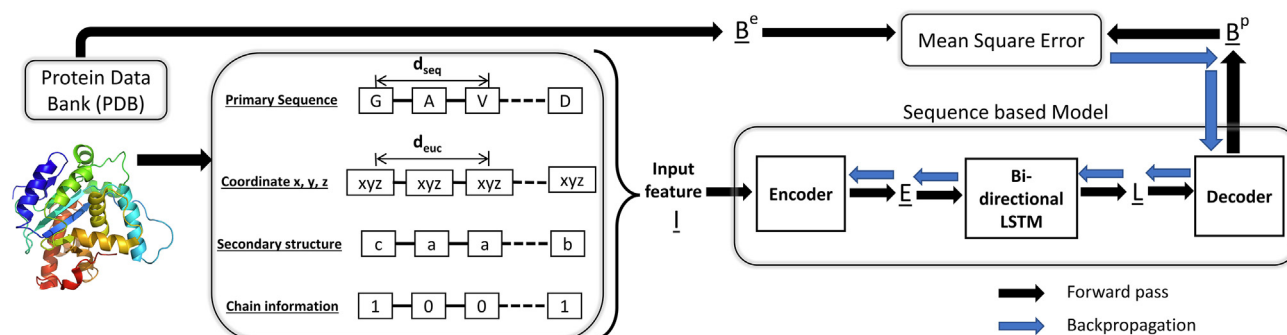 Protein Data
Bank (PDB)
d_seq
Primary Sequence
G A V D
d_euc
Coordinate x, y, z
xyz xyz xyz xyz
Secondary structure
c a a b
Chain information
1 0 0 1
Input
feature
I
B^e
Mean Square Error
B^p
Sequence based Model
Encoder
E
Bi-
directional
LSTM
L
Decoder
Forward pass
Backpropagation